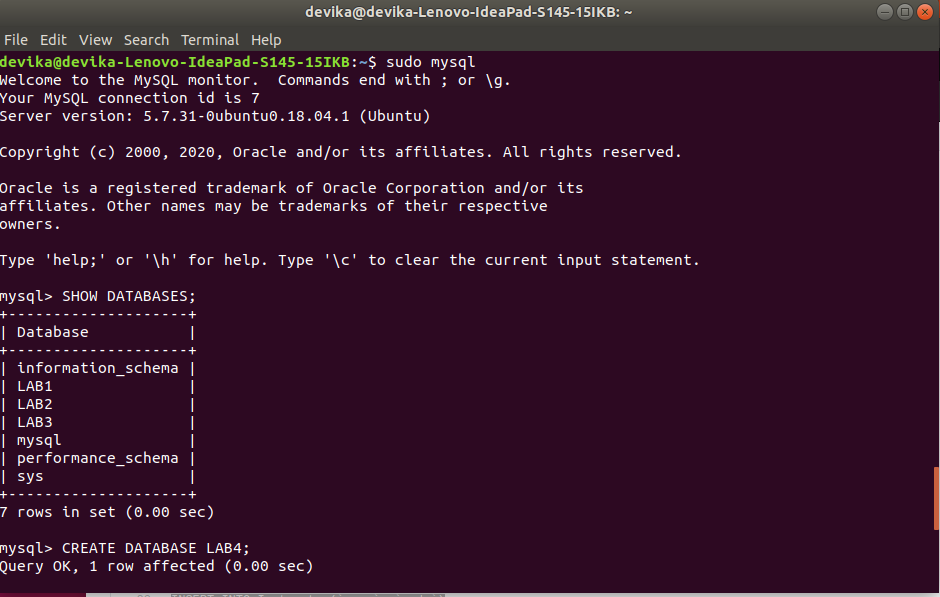 devika@devika-Lenovo-IdeaPad-S145-15IKB: ~
File Edit View Search Terminal Help
devika@devika-Lenovo-IdeaPad-S145-15IKB:~$ sudo mysql
Welcome to the MySQL monitor.  Commands end with ; or \g.
Your MySQL connection id is 7
Server version: 5.7.31-0ubuntu0.18.04.1 (Ubuntu)
Copyright (c) 2000, 2020, Oracle and/or its affiliates. All rights reserved.
Oracle is a registered trademark of Oracle Corporation and/or its
affiliates. Other names may be trademarks of their respective
owners.
Type 'help;' or '\h' for help. Type '\c' to clear the current input statement.
mysql> SHOW DATABASES;
+--------------------+
| Database           |
+--------------------+
| information_schema |
| LAB1               |
| LAB2               |
| LAB3               |
| mysql              |
| performance_schema |
| sys                |
+--------------------+
7 rows in set (0.00 sec)
mysql> CREATE DATABASE LAB4;
Query OK, 1 row affected (0.00 sec)